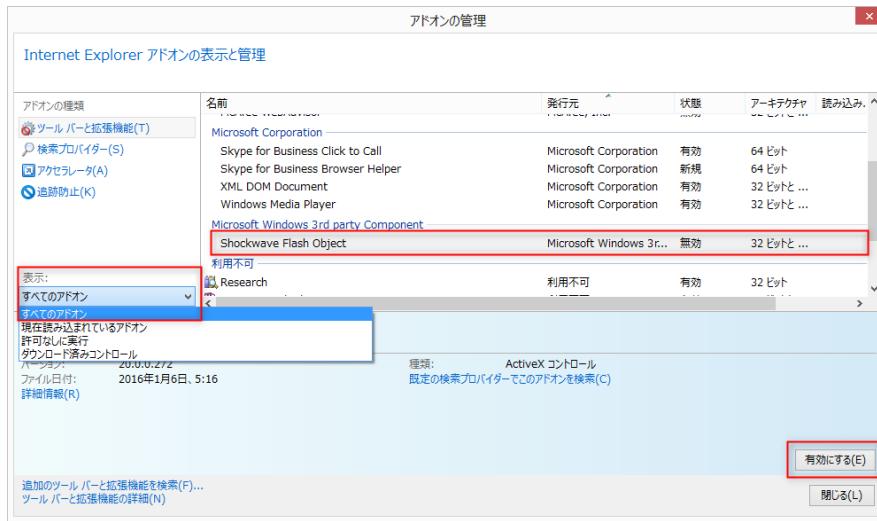 アドオンの管理
Internet Explorer アドオンの表示と管理
アドオンの種類
ツール バーと拡張機能(T)
検索プロバイダー(S)
アクセラレータ(A)
追跡防止(K)
表示:
すべてのアドオン
すべてのアドオン
現在読み込まれているアドオン
許可なしに実行
ダウンロード済みコントロール
名前 発行元 状態 アーキテクチャ 読み込み.
Microsoft Corporation
Skype for Business Click to Call Microsoft Corporation 有効 64 ビット
Skype for Business Browser Helper Microsoft Corporation 新規 64 ビット
XML DOM Document Microsoft Corporation 有効 32 ビットと ...
Windows Media Player Microsoft Corporation 有効 32 ビットと ...
Microsoft Windows 3rd party Component
Shockwave Flash Object Microsoft Windows 3r... 無効 32 ビットと ...
利用不可
Research 利用不可 有効 32 ビット
バージョン: 20.0.0.272
ファイル日付: 2016年1月6日、5:16
詳細情報(R)
種類: ActiveX コントロール
既定の検索プロバイダーでこのアドオンを検索(C)
有効にする(E)
追加のツール バーと拡張機能を検索(F)...
ツール バーと拡張機能の詳細(N)
閉じる(L)